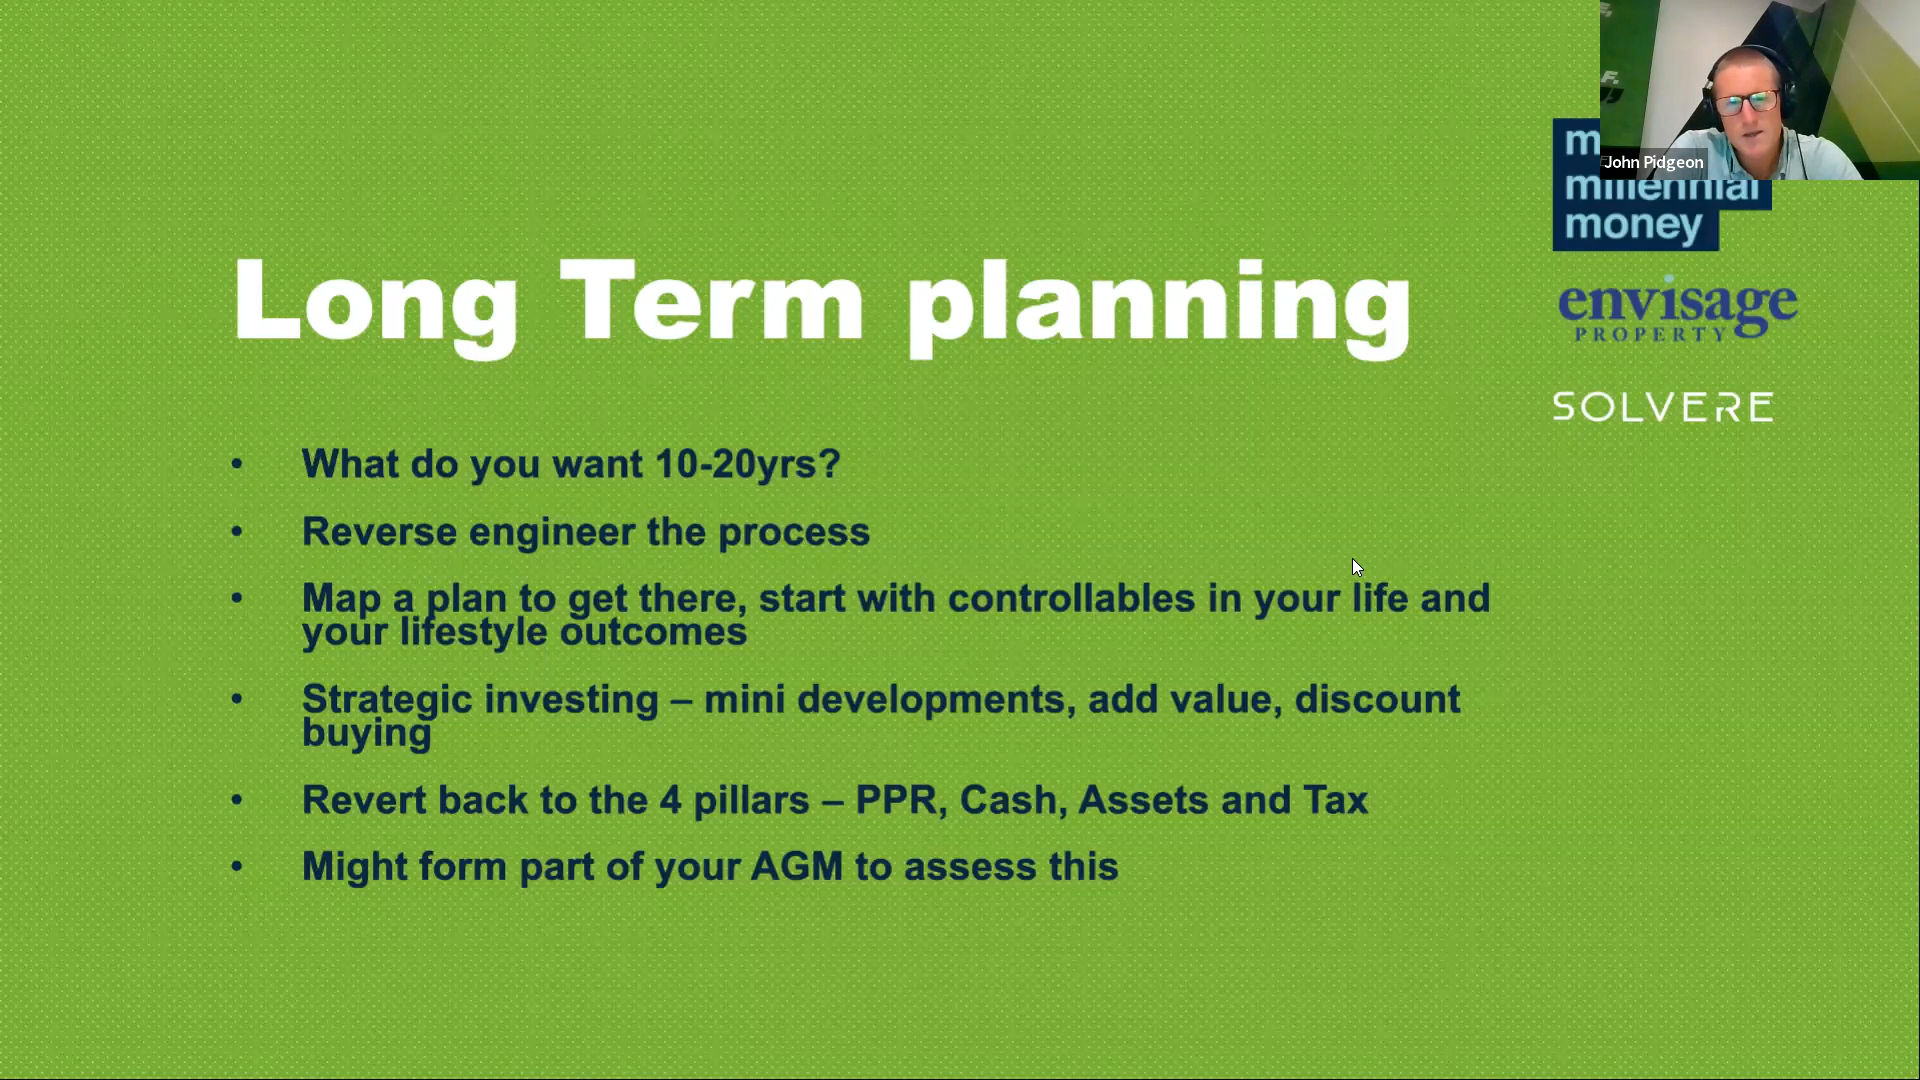 John Pidgeon
m
millennial
money
envisage
PROPERTY
SOLVERE
Long Term planning
• What do you want 10-20yrs?
• Reverse engineer the process
• Map a plan to get there, start with controllables in your life and
your lifestyle outcomes
• Strategic investing – mini developments, add value, discount
buying
• Revert back to the 4 pillars – PPR, Cash, Assets and Tax
• Might form part of your AGM to assess this